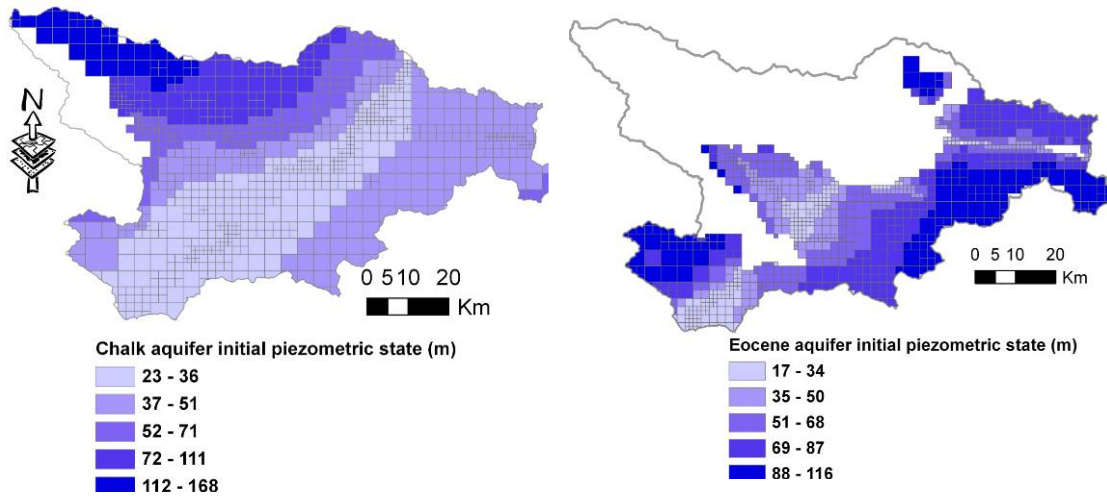 N
0 5 10 20
Km
Chalk aquifer initial piezometric state (m)
23 - 36
37 - 51
52 - 71
72 - 111
112 - 168
0 5 10 20
Km
Eocene aquifer initial piezometric state (m)
17 - 34
35 - 50
51 - 68
69 - 87
88 - 116